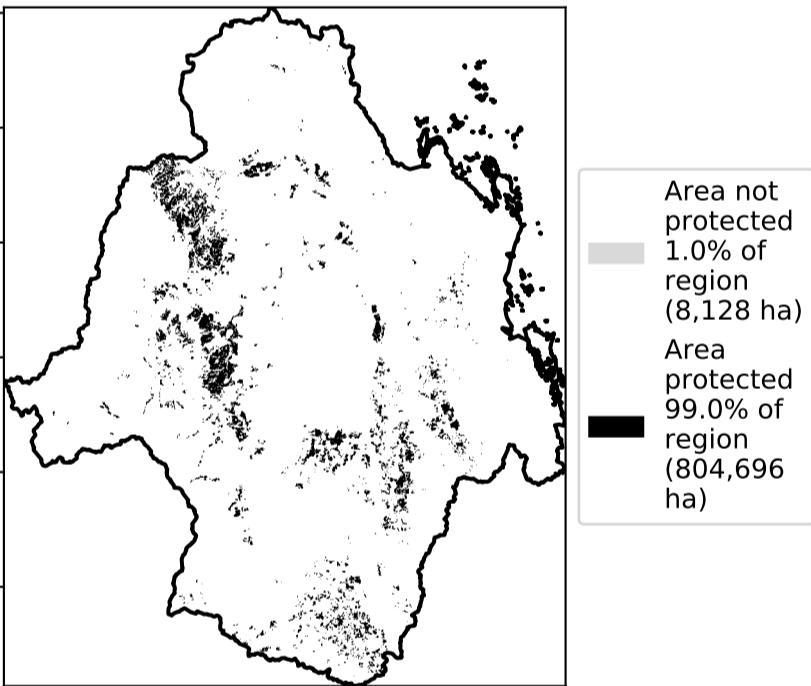 Area not
protected
1.0% of
region
(8,128 ha)
Area
protected
99.0% of
region
(804,696
ha)